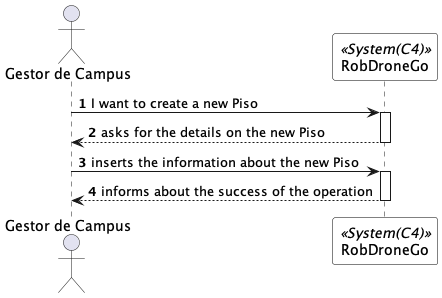 Gestor de Campus
«System(C4)»
RobDroneGo
1 I want to create a new Piso
2 asks for the details on the new Piso
3 inserts the information about the new Piso
4 informs about the success of the operation
Gestor de Campus
«System(C4)»
RobDroneGo